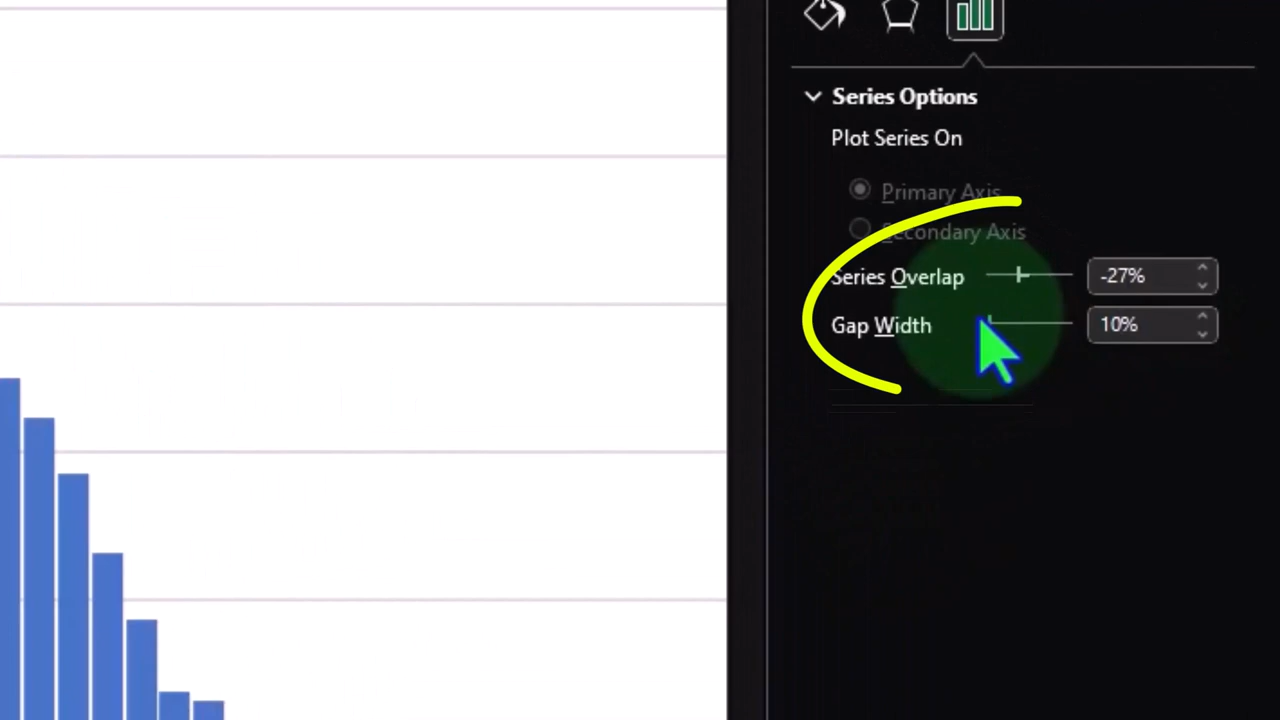 Series Options
Plot Series On
Primary Axis
Secondary Axis
Series Overlap -27%
Gap Width 10%